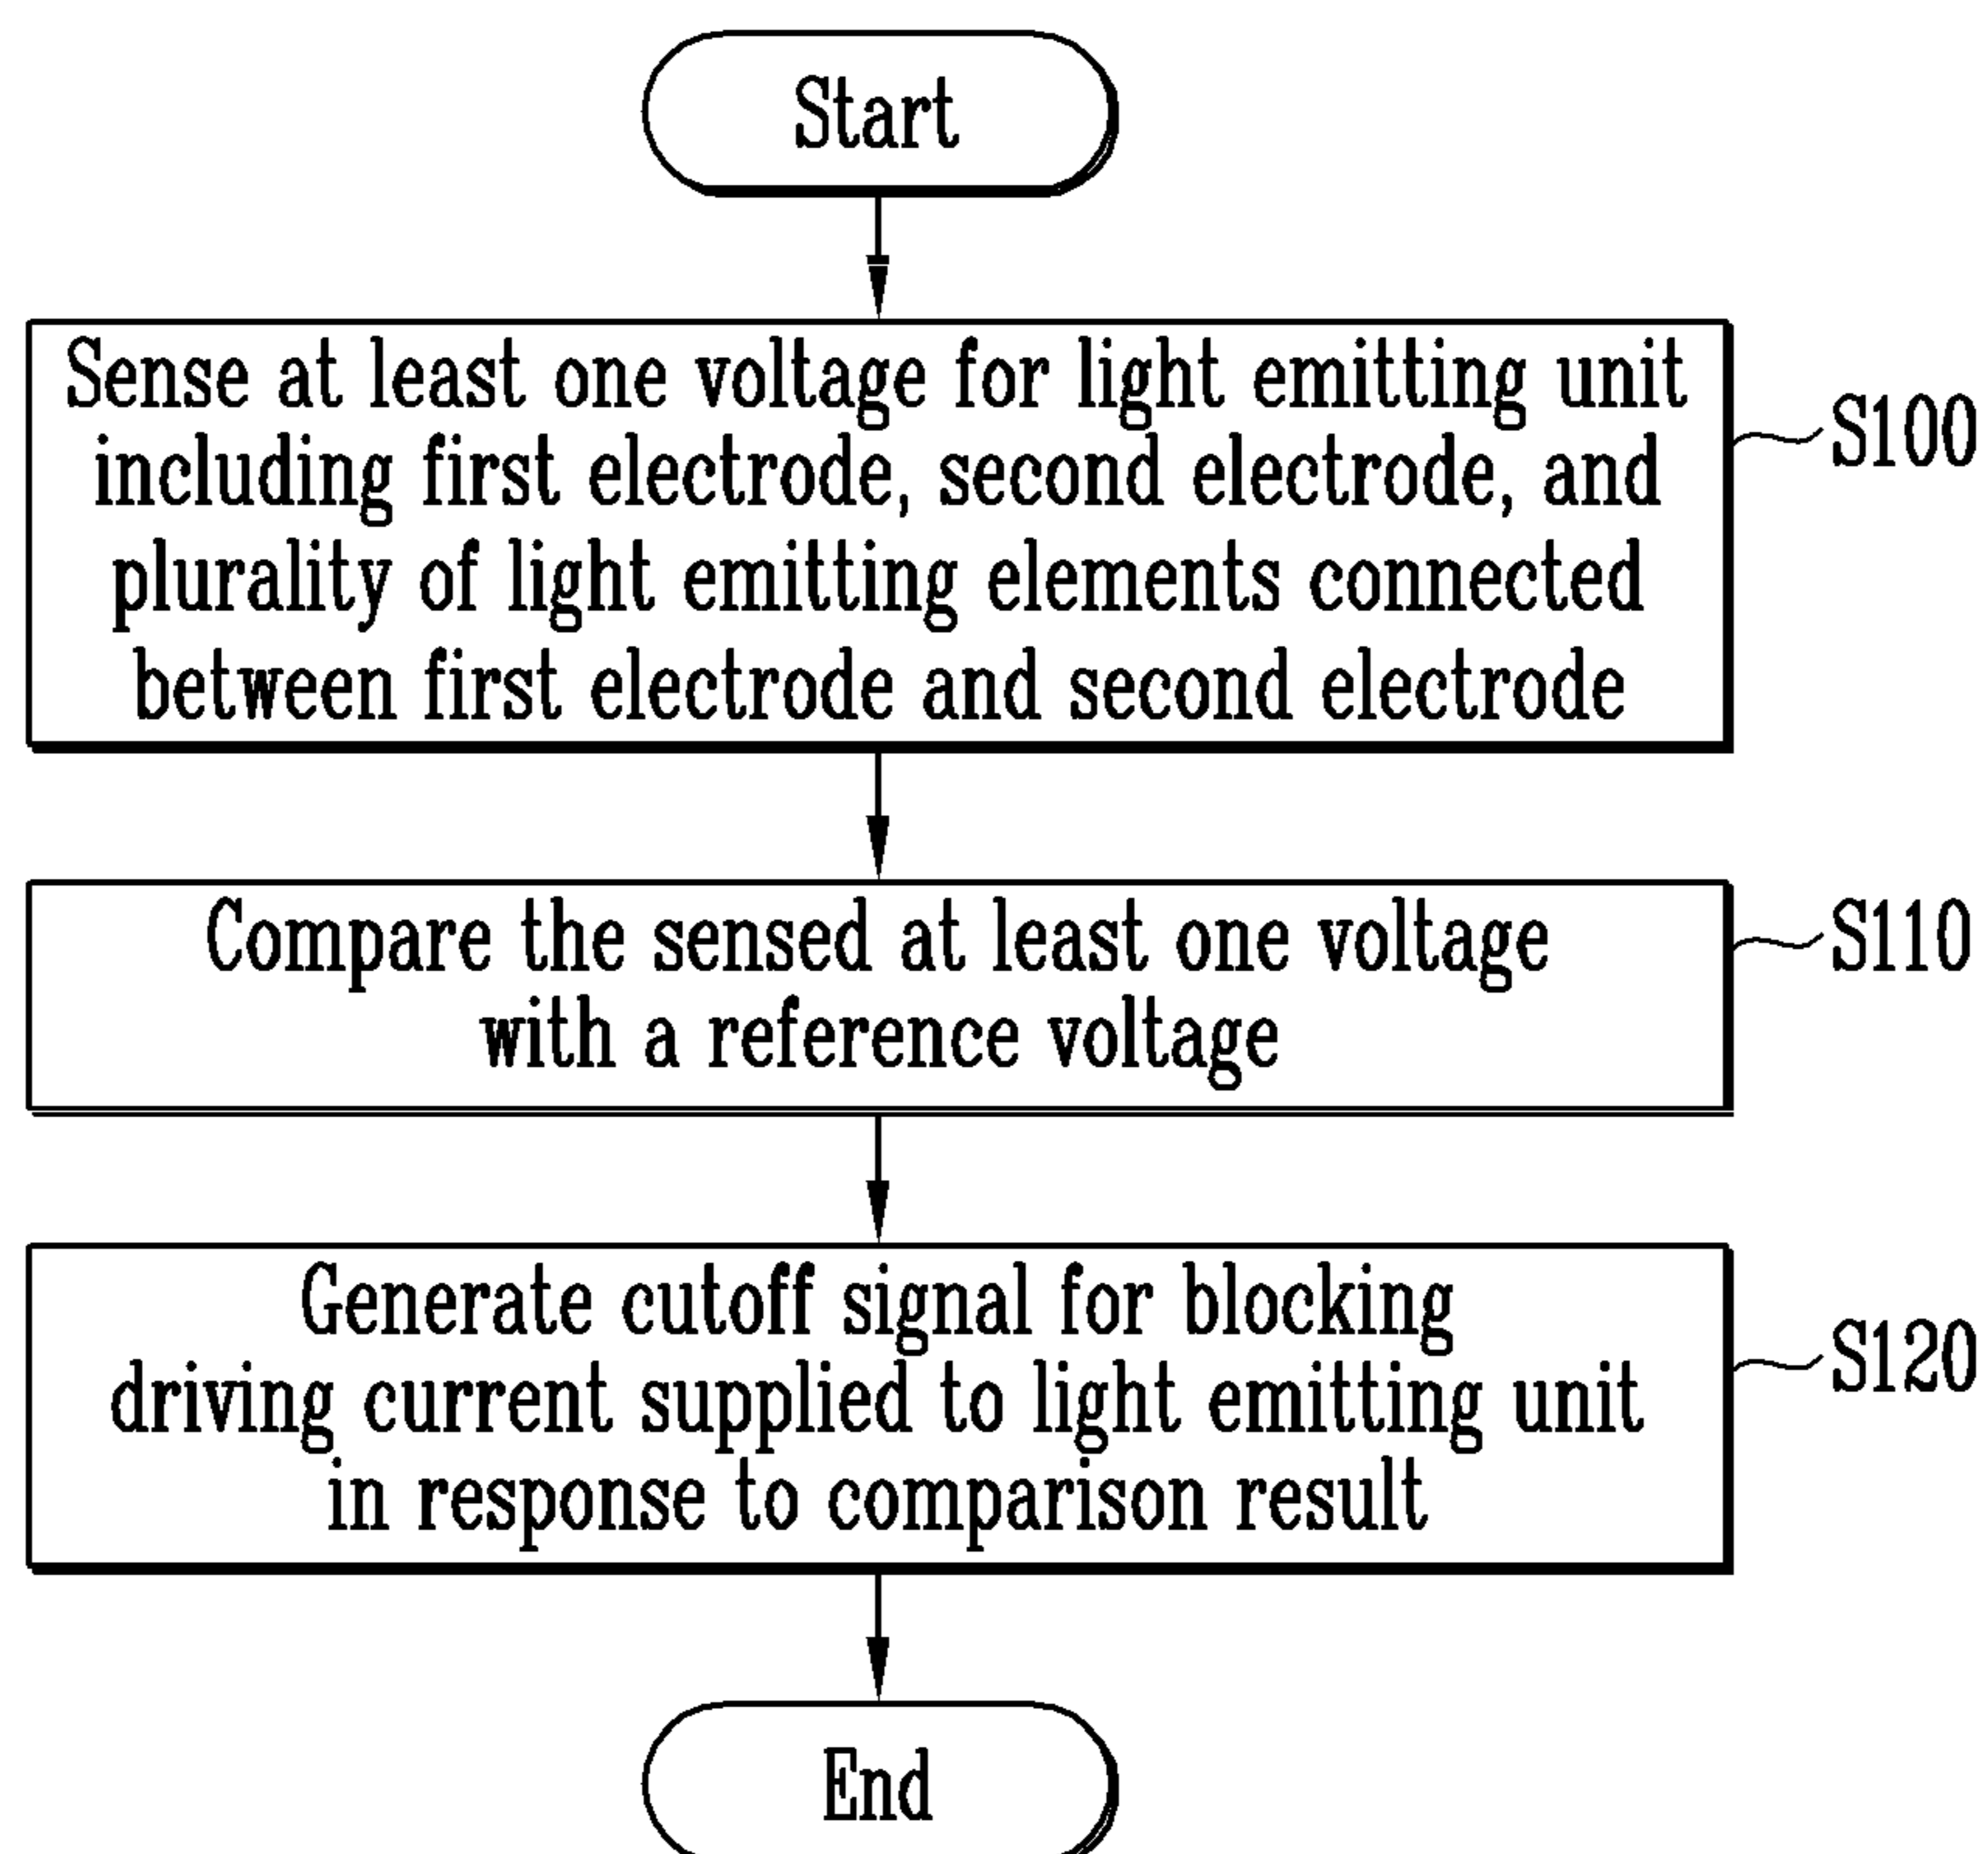 Start
Sense at least one voltage for light emitting unit
including first electrode, second electrode, and
plurality of light emitting elements connected
between first electrode and second electrode
S100
Compare the sensed at least one voltage
with a reference voltage
S110
Generate cutoff signal for blocking
driving current supplied to light emitting unit
in response to comparison result
S120
End